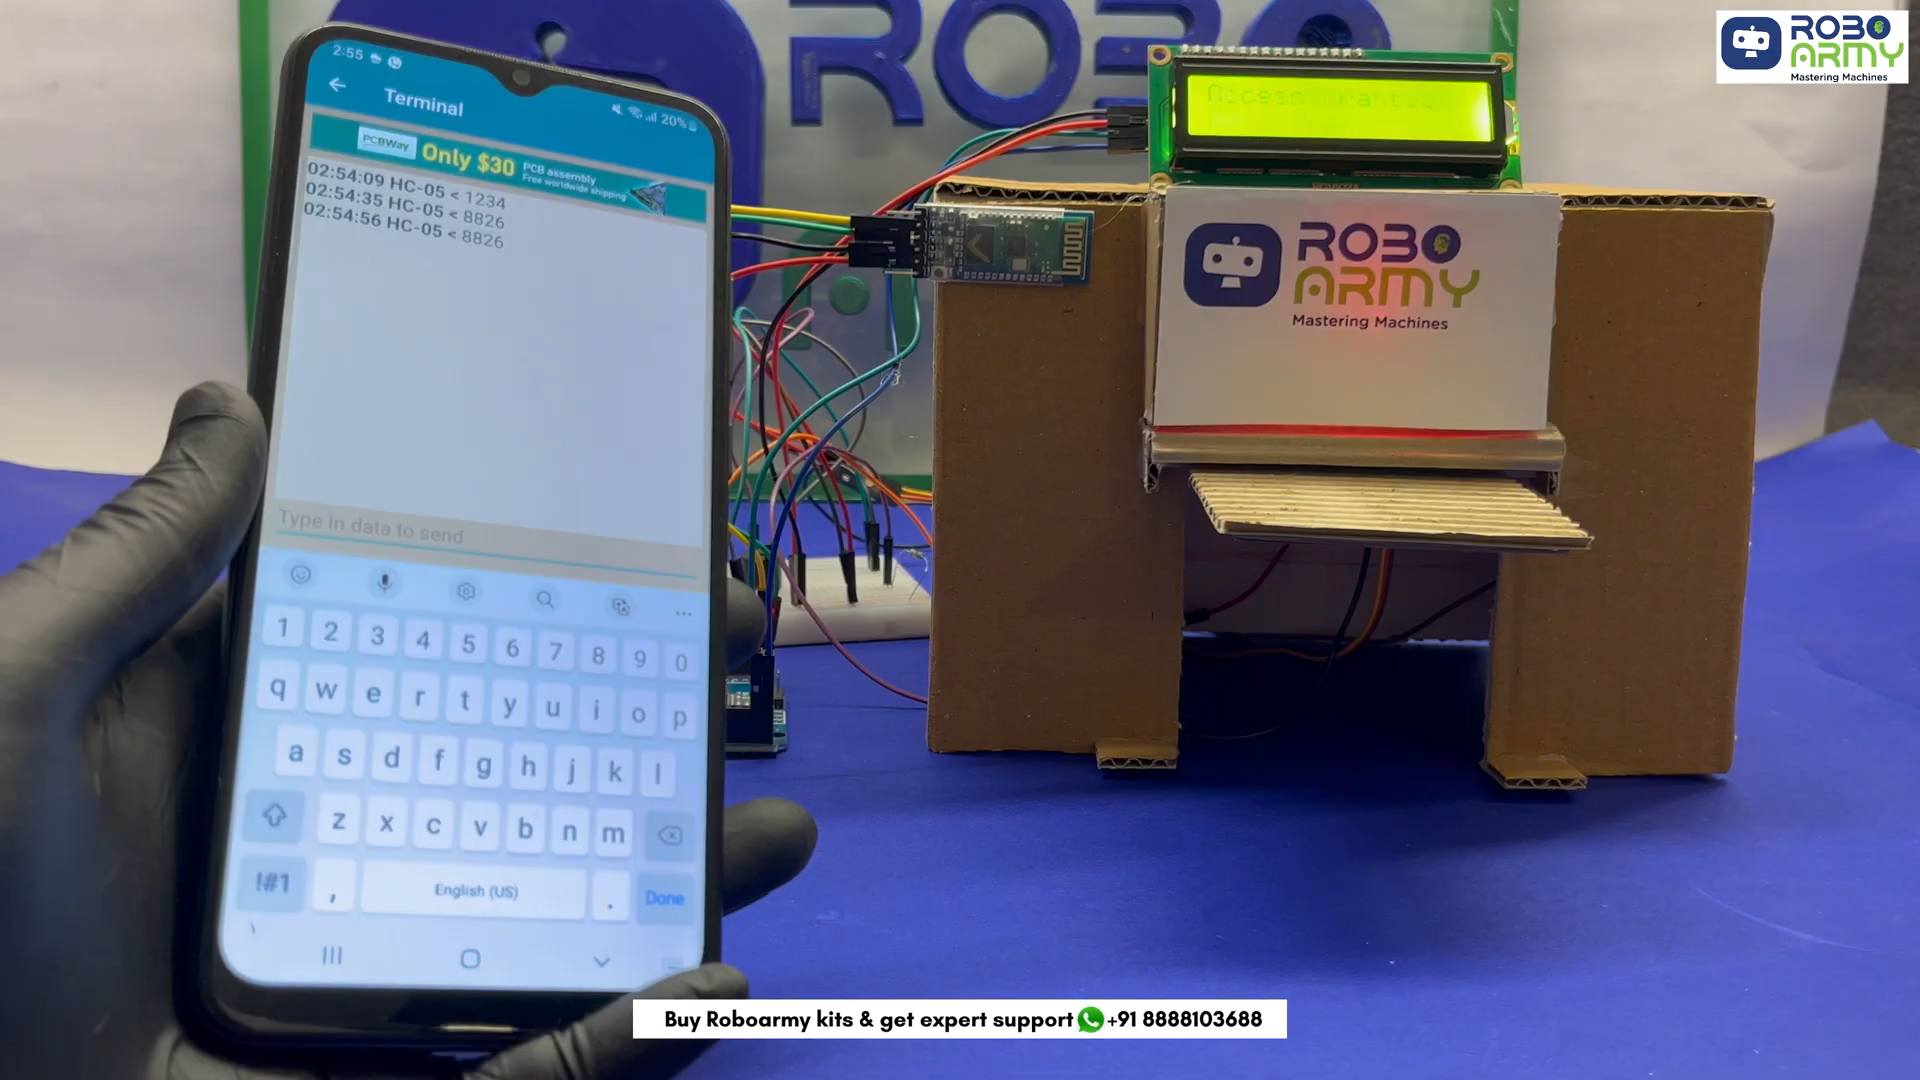 ROBO
ARMY
Mastering Machines
ROBO
2:55
20%
Terminal
PCBWay
Only $30
PCB assembly
Free worldwide shipping
02:54:09 HC-05 < 1234
02:54:35 HC-05 < 8826
02:54:56 HC-05 < 8826
Type in data to send
1 2 3 4 5 6 7 8 9 0
q w e r t y u i o p
a s d f g h j k l
z x c v b n m
!#1 , English (US) . Done
Access
ROBO
ARMY
Mastering Machines
Buy Roboarmy kits & get expert support +91 8888103688